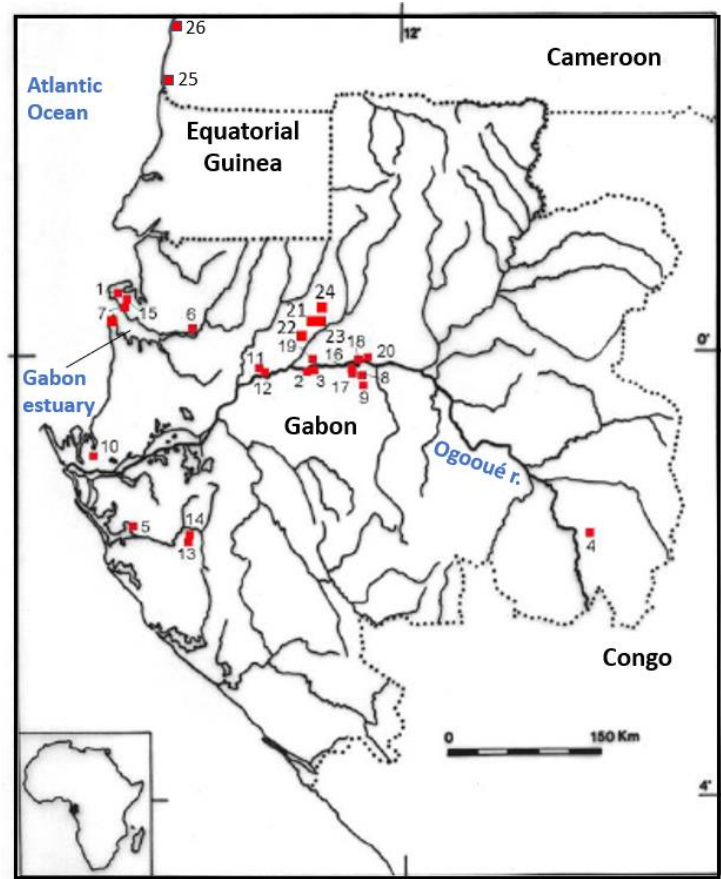 26
12'
Cameroon
25
Atlantic
Ocean
Equatorial
Guinea
1
24
7
15
6
21
22
23
19
18
20
0'
11
16
12
2
3
17
8
9
Gabon
estuary
Gabon
Ogooué r.
10
5
14
13
4
Congo
0
150 Km
4'